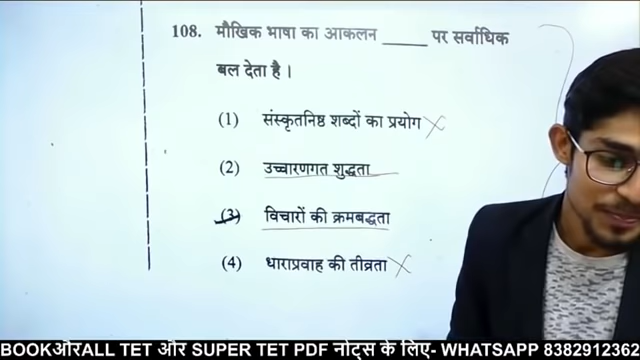 108. मौखिक भाषा का आकलन _____ पर सर्वाधिक
बल देता है ।
(1) संस्कृतनिष्ठ शब्दों का प्रयोग
(2) उच्चारणगत शुद्धता
(3) विचारों की क्रमबद्धता
(4) धाराप्रवाह की तीव्रता
BOOKऔरALL TET और SUPER TET PDF नोट्स के लिए- WHATSAPP 8382912362